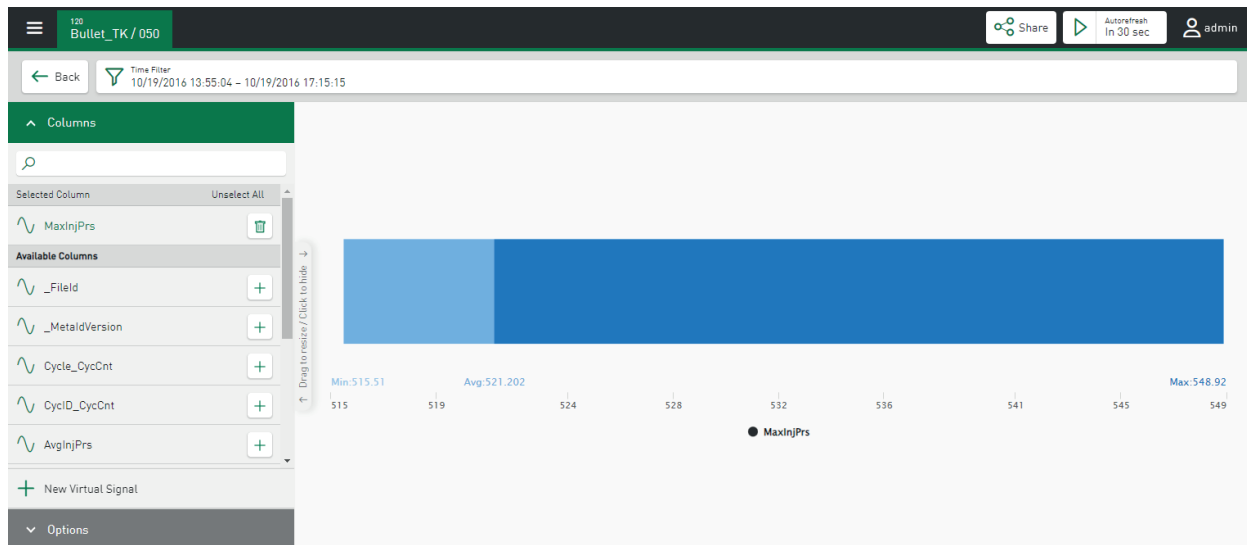 120
Bullet_TK / 050
Share
Autorefresh
In 30 sec
admin
Back
Time Filter
10/19/2016 13:55:04 – 10/19/2016 17:15:15
Columns
Selected Column Unselect All
MaxInjPrs
Available Columns
_FileId
_MetaIdVersion
Cycle_CycCnt
CycID_CycCnt
AvgInjPrs
New Virtual Signal
Options
← Drag to resize / Click to hide →
Min:515.51 Avg:521.202 Max:548.92
515 519 524 528 532 536 541 545 549
MaxInjPrs